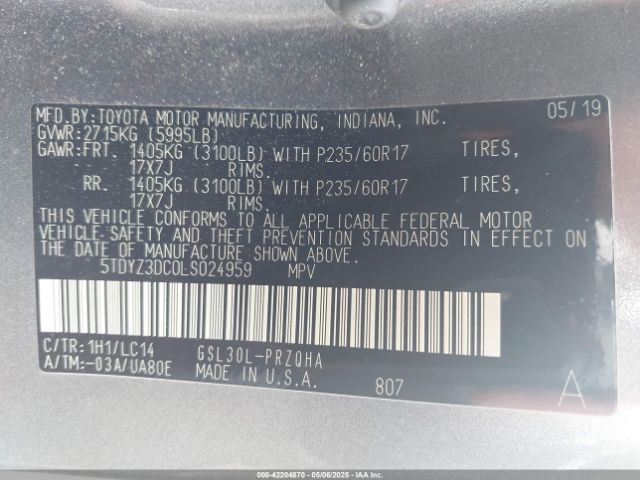 MFD.BY:TOYOTA MOTOR MANUFACTURING, INDIANA, INC. 05/19
GVWR:2715KG (5995LB)
GAWR:FRT. 1405KG (3100LB) WITH P235/60R17 TIRES,
17X7J RIMS.
RR. 1405KG (3100LB) WITH P235/60R17 TIRES,
17X7J RIMS.
THIS VEHICLE CONFORMS TO ALL APPLICABLE FEDERAL MOTOR
VEHICLE SAFETY AND THEFT PREVENTION STANDARDS IN EFFECT ON
THE DATE OF MANUFACTURE SHOWN ABOVE.
5TDYZ3DC0LS024959 MPV
C/TR:1H1/LC14 GSL30L-PRZQHA
A/TM:-03A/UA80E MADE IN U.S.A. 807 A
000-42204870 | 05/06/2025 - IAAI.COM